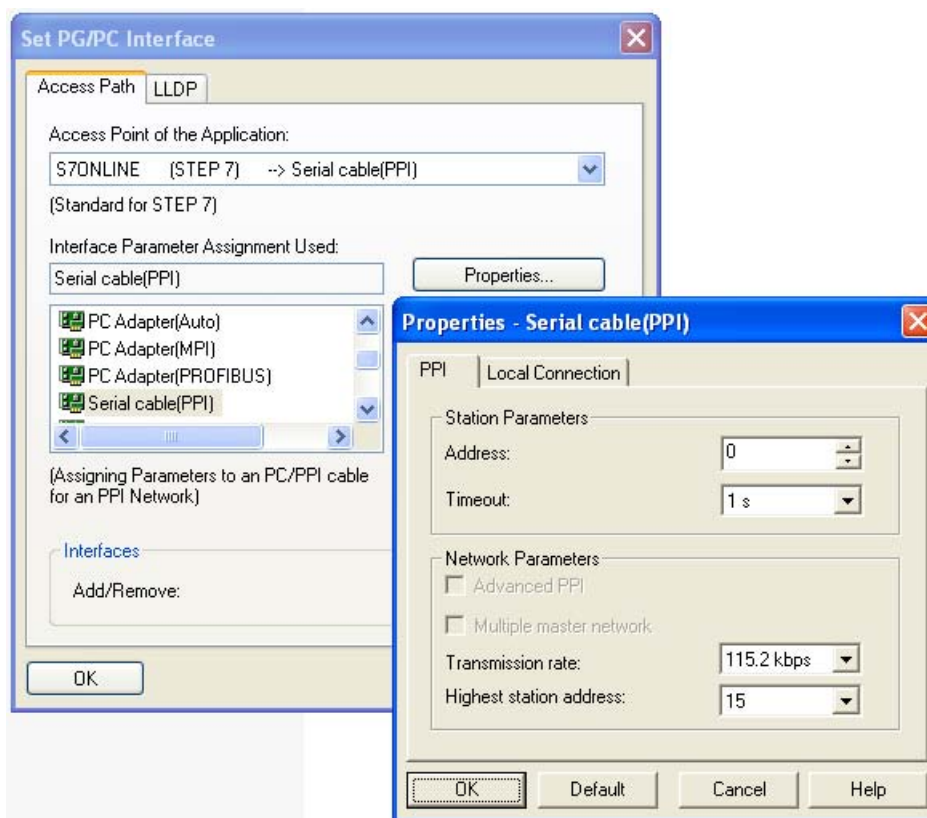 Set PG/PC Interface
Access Path
LLDP
Access Point of the Application:
S7ONLINE (STEP 7) --> Serial cable(PPI)
(Standard for STEP 7)
Interface Parameter Assignment Used:
Serial cable(PPI)
Properties...
PC Adapter(Auto)
PC Adapter(MPI)
PC Adapter(PROFIBUS)
Serial cable(PPI)
(Assigning Parameters to an PC/PPI cable
for an PPI Network)
Interfaces
Add/Remove:
OK
Properties - Serial cable(PPI)
PPI
Local Connection
Station Parameters
Address: 0
Timeout: 1 s
Network Parameters
Advanced PPI
Multiple master network
Transmission rate: 115.2 kbps
Highest station address: 15
OK Default Cancel Help